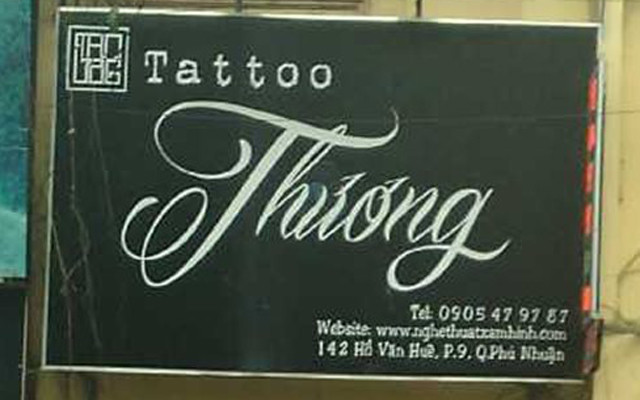 Tattoo
Thương
Tel: 0905 47 97 87
Website: www.nghethuatxamhinh.com
142 Hồ Văn Huê, P.9, Q.Phú Nhuận